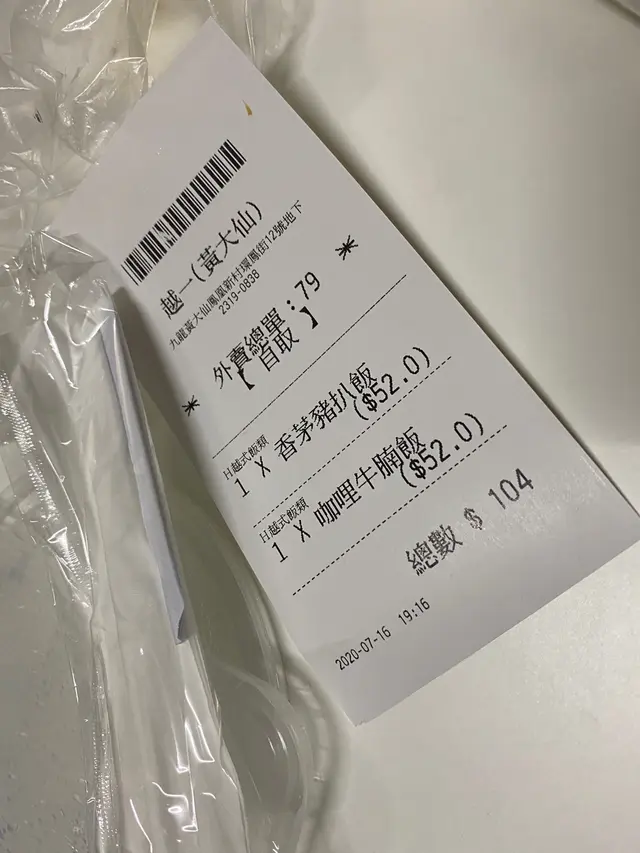 越一(黃大仙)
九龍黃大仙鳳凰新村環鳳街12號地下
2319-0838
外賣總單：79
* 【自取】 *
H越式飯類
1 X 香茅豬扒飯
($52.0)
H越式飯類
1 X 咖哩牛腩飯
($52.0)
總數 $ 104
2020-07-16 19:16